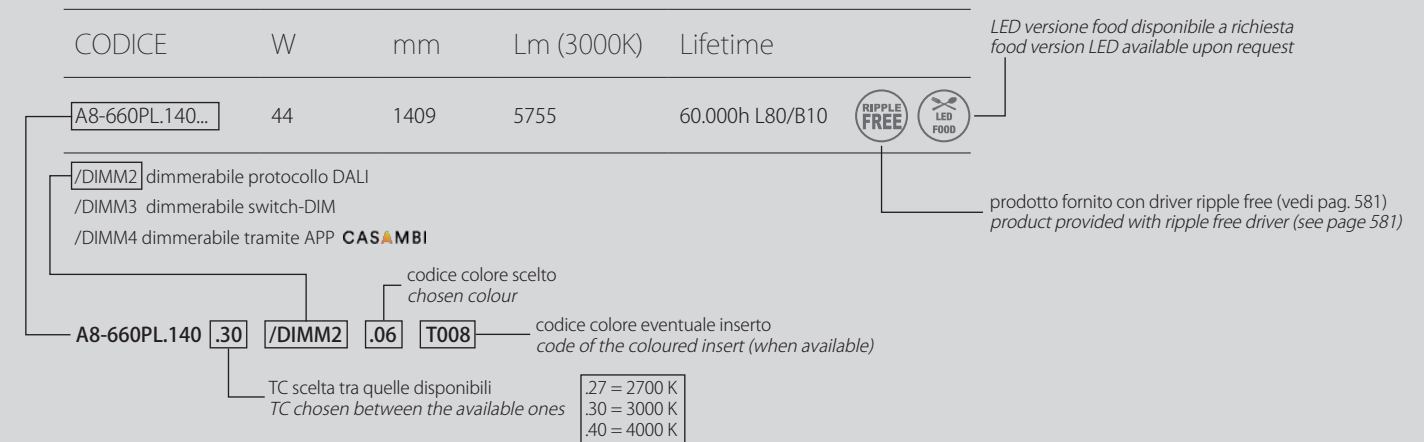 CODICE W mm Lm (3000K) Lifetime
LED versione food disponibile a richiesta
food version LED available upon request
A8-660PL.140... 44 1409 5755 60.000h L80/B10
RIPPLE
FREE
LED
FOOD
/DIMM2 dimmerabile protocollo DALI
/DIMM3 dimmerabile switch-DIM
/DIMM4 dimmerabile tramite APP CASAMBI
prodotto fornito con driver ripple free (vedi pag. 581)
product provided with ripple free driver (see page 581)
codice colore scelto
chosen colour
A8-660PL.140 .30 /DIMM2 .06 T008
codice colore eventuale inserto
code of the coloured insert (when available)
TC scelta tra quelle disponibili
TC chosen between the available ones
.27 = 2700 K
.30 = 3000 K
.40 = 4000 K